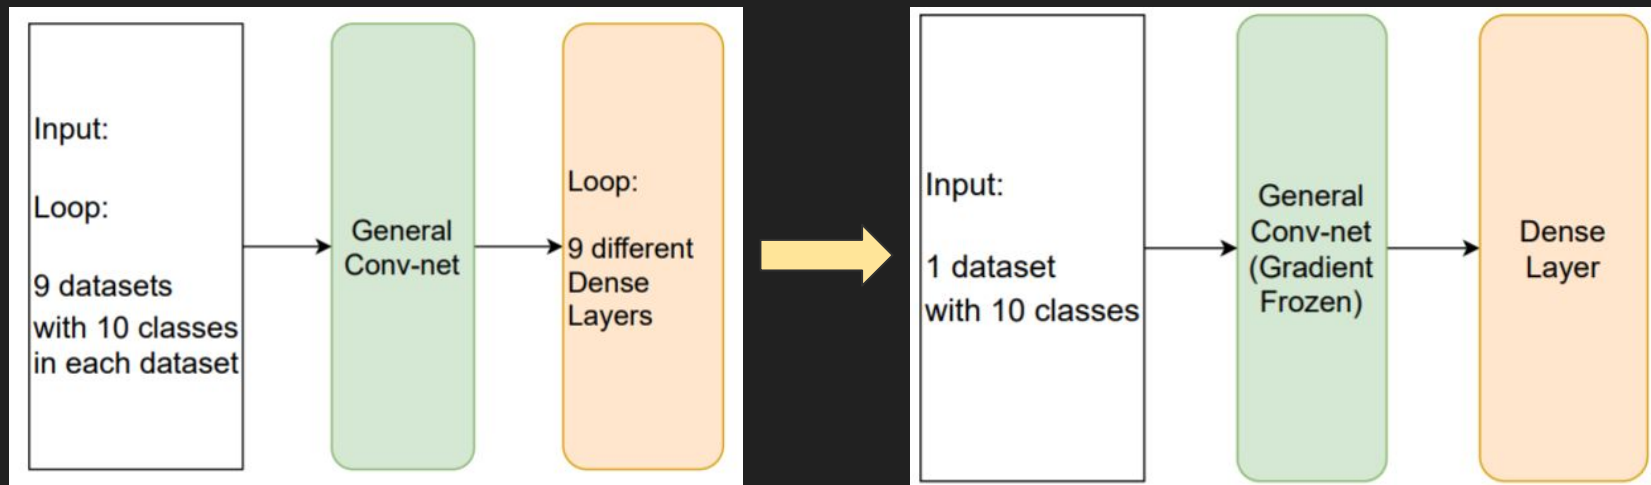 Input:
Loop:
9 datasets
with 10 classes
in each dataset
General
Conv-net
Loop:
9 different
Dense
Layers
Input:
1 dataset
with 10 classes
General
Conv-net
(Gradient
Frozen)
Dense
Layer